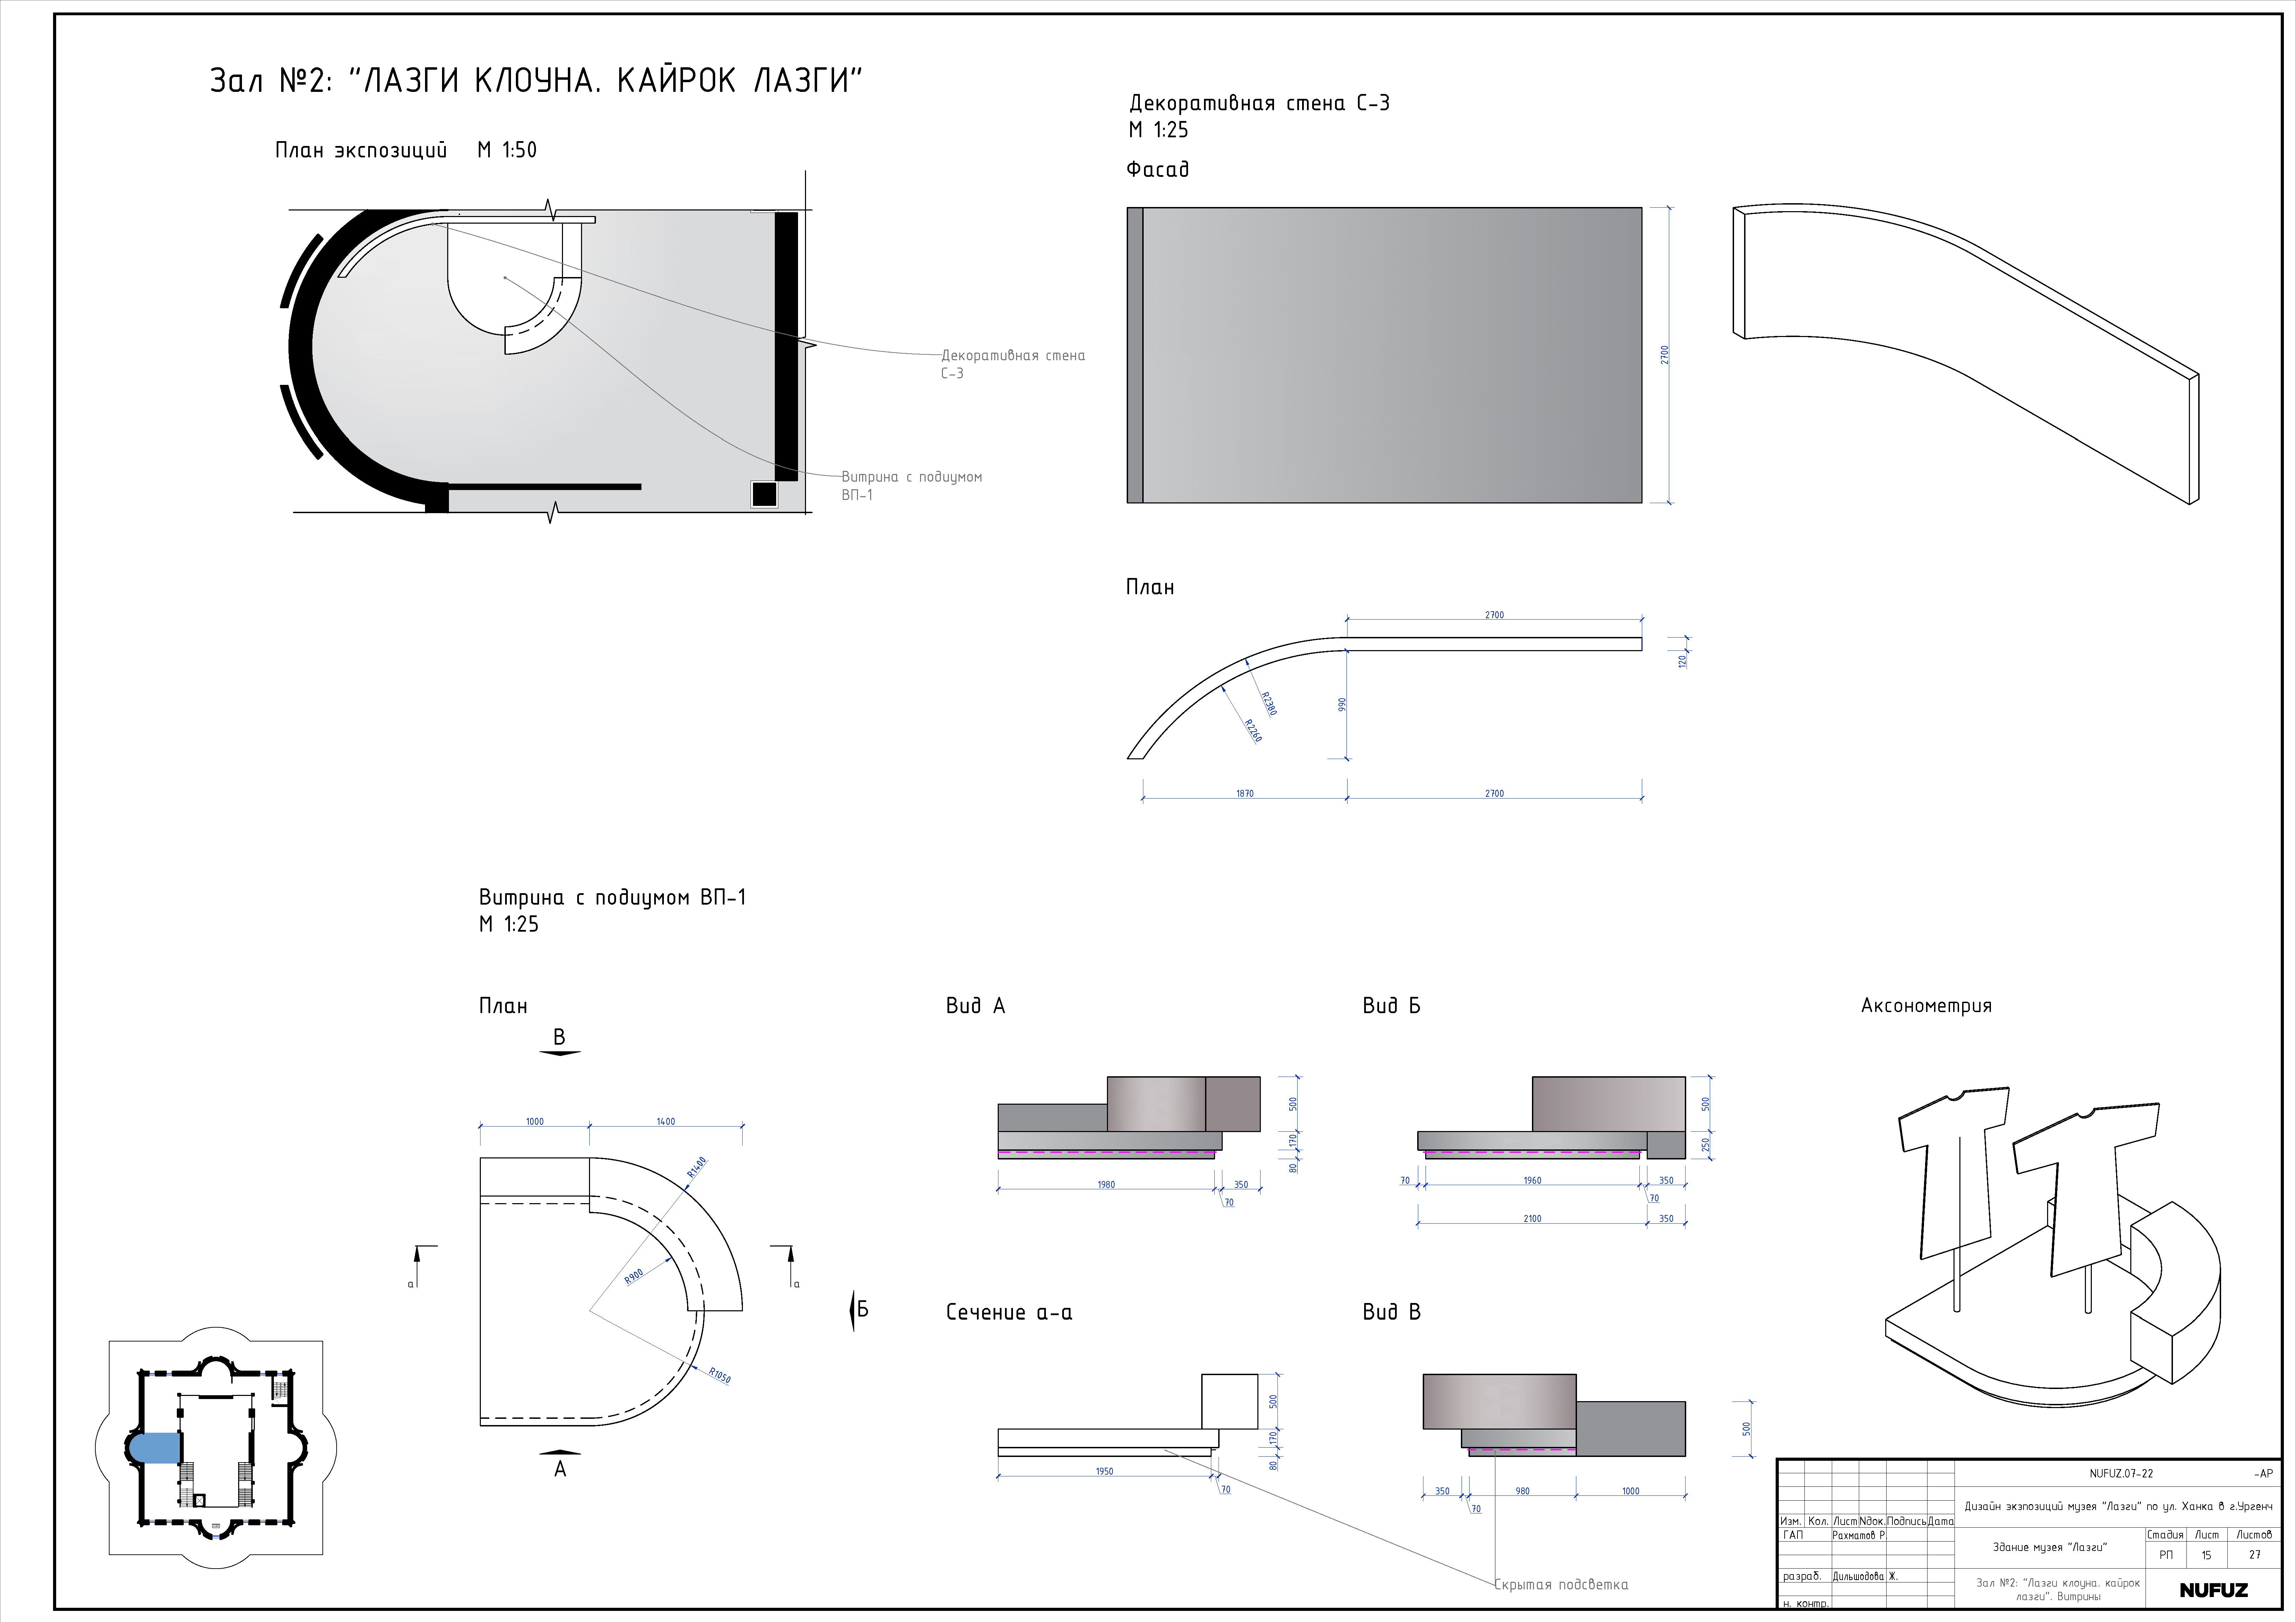 Зал №2: "ЛАЗГИ КЛОУНА. КАЙРОК ЛАЗГИ"
План экспозиций М 1:50
Декоративная стена
С-3
Витрина с подиумом
ВП-1
Декоративная стена С-3
М 1:25
Фасад
2700
План
2700
120
R2380
R2260
990
1870
2700
Витрина с подиумом ВП-1
М 1:25
План
В
1000
1400
R1400
R900
R1050
а
а
Б
А
Вид А
500
170
80
1980
350
70
Вид Б
500
250
70
1960
350
70
2100
350
Аксонометрия
Сечение а-а
500
170
80
1950
70
Вид В
500
350
980
1000
70
Скрытая подсветка
NUFUZ.07-22
-АР
Дизайн экзпозиций музея "Лазги" по ул. Ханка в г.Ургенч
Изм. Кол. Лист Nдок. Подпись Дата
ГАП Рахматов Р.
Здание музея "Лазги"
Стадия Лист Листов
РП 15 27
разраб. Дильшодова Ж.
н. контр.
Зал №2: "Лазги клоуна. кайрок
лазги". Витрины
NUFUZ